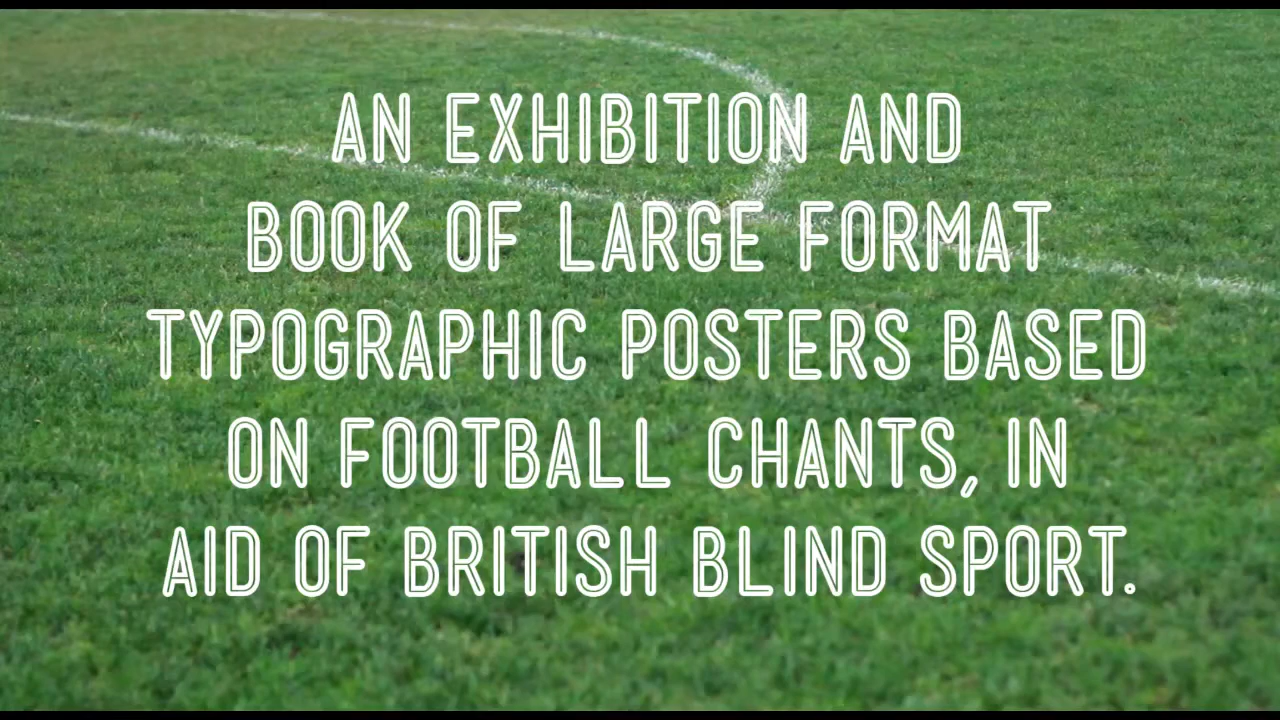 AN EXHIBITION AND
BOOK OF LARGE FORMAT
TYPOGRAPHIC POSTERS BASED
ON FOOTBALL CHANTS, IN
AID OF BRITISH BLIND SPORT.